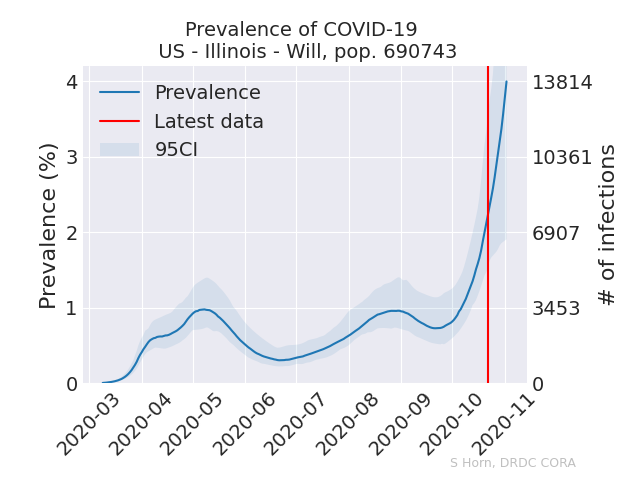 Prevalence of COVID-19
US - Illinois - Will, pop. 690743
Prevalence
Latest data
95CI
Prevalence (%)
4
3
2
1
0
13814
10361
6907
3453
0
# of infections
2020-03
2020-04
2020-05
2020-06
2020-07
2020-08
2020-09
2020-10
2020-11
S Horn, DRDC CORA